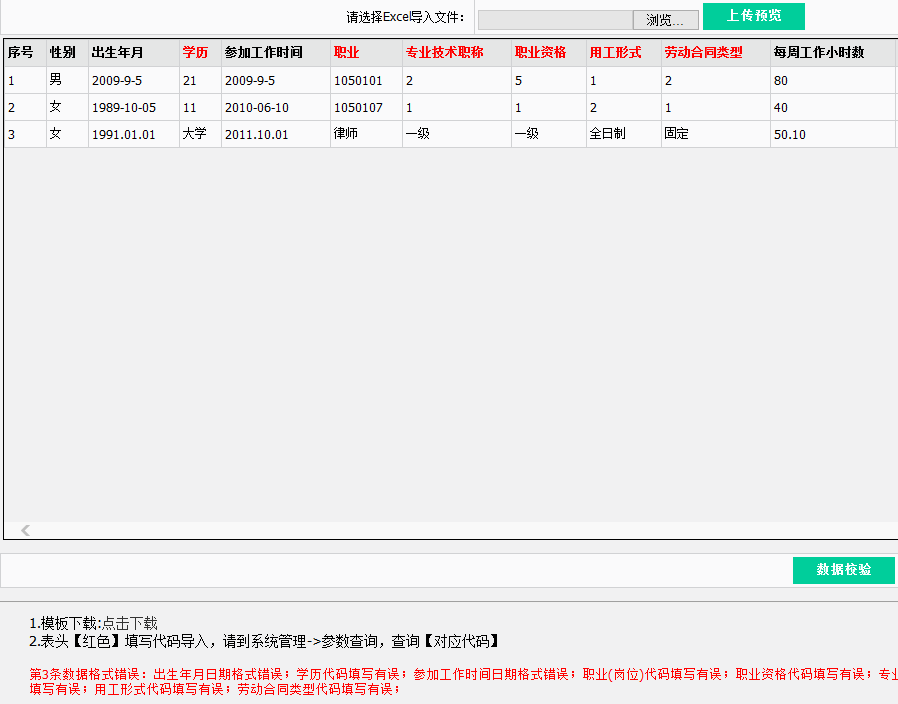 请选择Excel导入文件： 浏览... 上传预览
序号 性别 出生年月 学历 参加工作时间 职业 专业技术职称 职业资格 用工形式 劳动合同类型 每周工作小时数
1 男 2009-9-5 21 2009-9-5 1050101 2 5 1 2 80
2 女 1989-10-05 11 2010-06-10 1050107 1 1 2 1 40
3 女 1991.01.01 大学 2011.10.01 律师 一级 一级 全日制 固定 50.10
数据校验
1.模板下载:点击下载
2.表头【红色】填写代码导入，请到系统管理->参数查询，查询【对应代码】
第3条数据格式错误：出生年月日期格式错误；学历代码填写有误；参加工作时间日期格式错误；职业(岗位)代码填写有误；职业资格代码填写有误；专业
填写有误；用工形式代码填写有误；劳动合同类型代码填写有误；